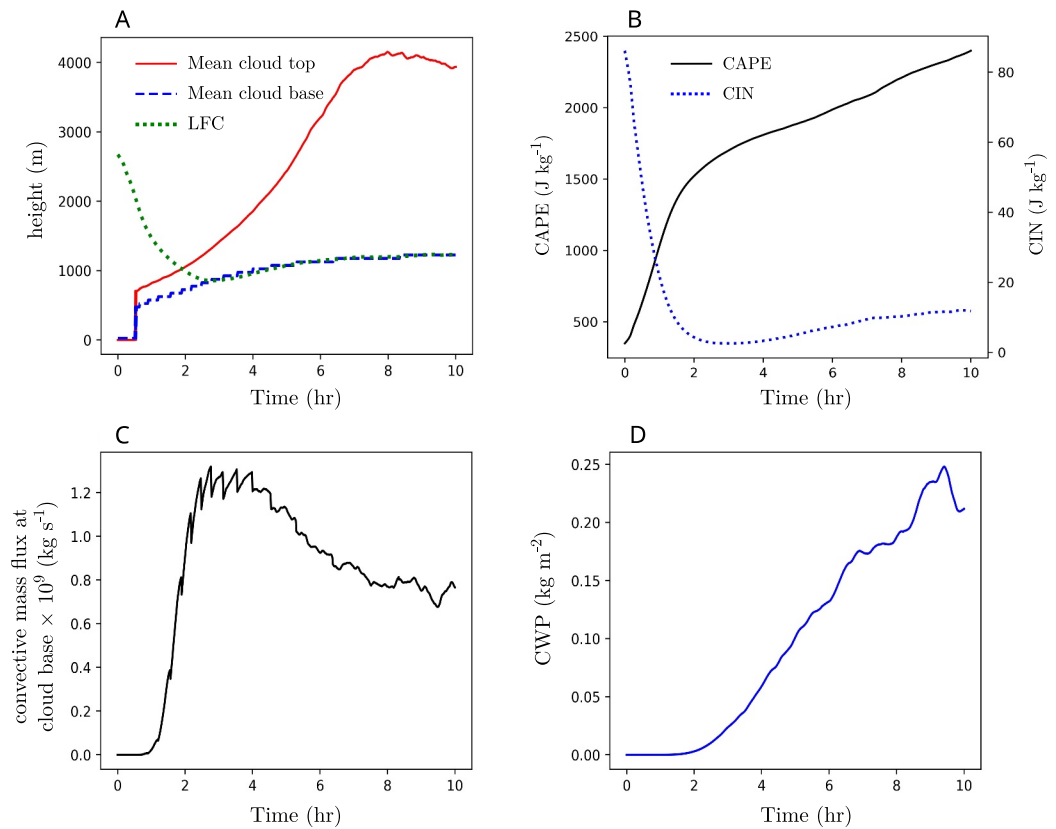 A
Mean cloud top
Mean cloud base
LFC
4000
3000
2000
1000
0
height (m)
0 2 4 6 8 10
Time (hr)
B
CAPE
CIN
2500
2000
1500
1000
500
CAPE (J kg-1)
80
60
40
20
0
CIN (J kg-1)
0 2 4 6 8 10
Time (hr)
C
1.2
1.0
0.8
0.6
0.4
0.2
0.0
convective mass flux at
cloud base × 10⁹ (kg s-1)
0 2 4 6 8 10
Time (hr)
D
0.25
0.20
0.15
0.10
0.05
0.00
CWP (kg m-2)
0 2 4 6 8 10
Time (hr)